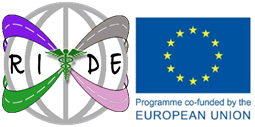 RIDE
Programme co-funded by the
EUROPEAN UNION